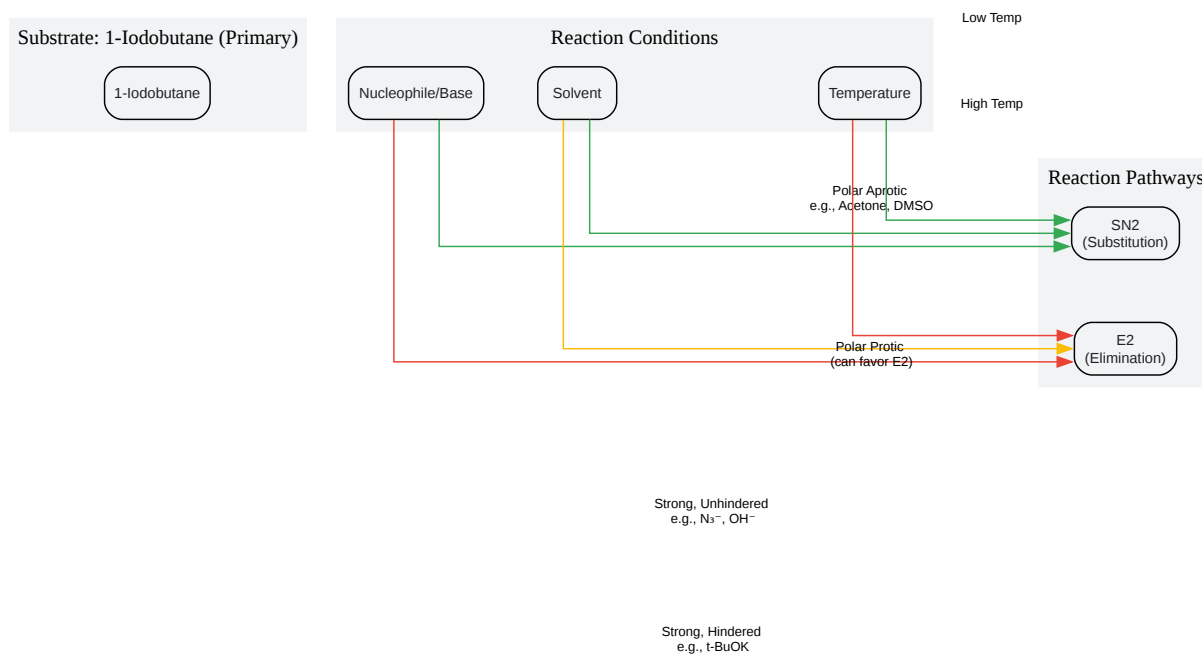 Low Temp
Substrate: 1-Iodobutane (Primary)
Reaction Conditions
1-Iodobutane
Nucleophile/Base
Solvent
Temperature
High Temp
Reaction Pathways
Polar Aprotic
e.g., Acetone, DMSO
SN2
(Substitution)
Polar Protic
(can favor E2)
E2
(Elimination)
Strong, Unhindered
e.g., N₃⁻, OH⁻
Strong, Hindered
e.g., t-BuOK